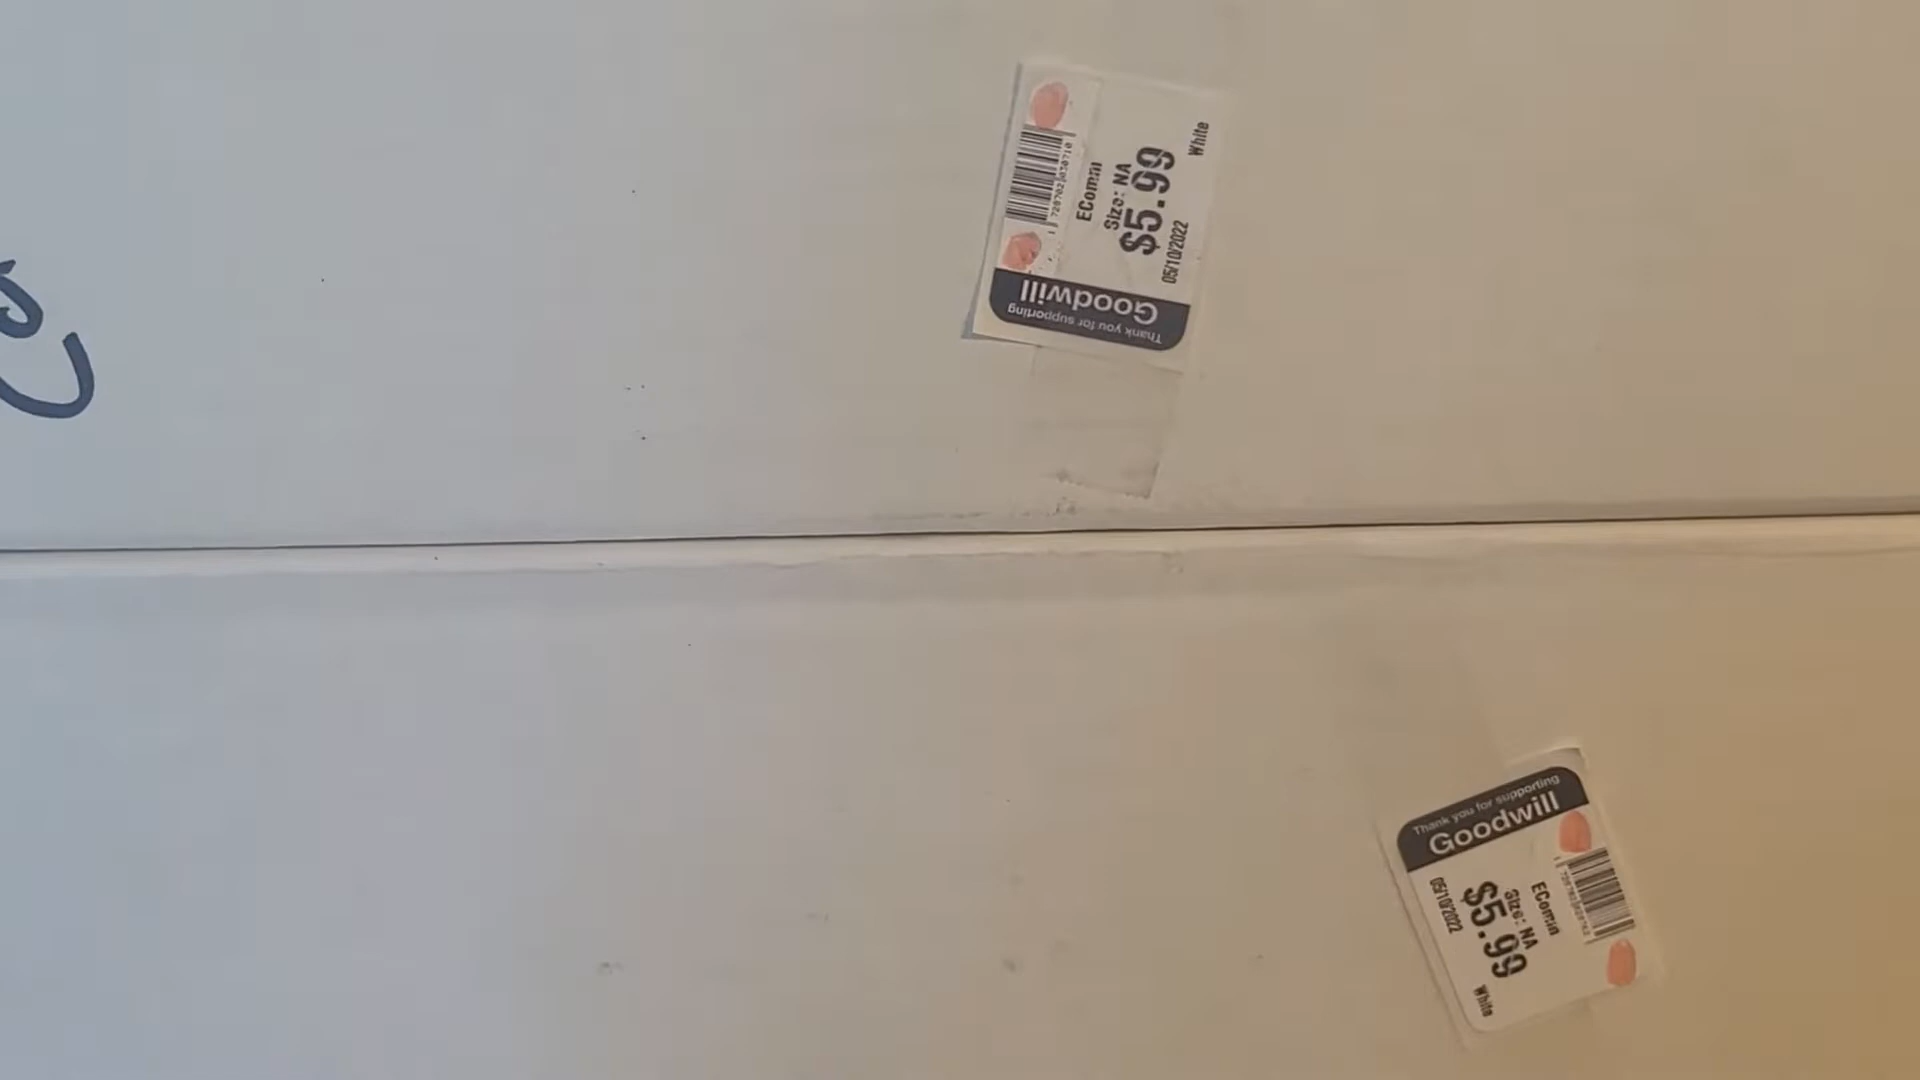 Thank you for supporting
Goodwill
05/10/2022
$5.99
White
Size: NA
EComm
Thank you for supporting
Goodwill
05/10/2022
$5.99
White
Size: NA
EComm